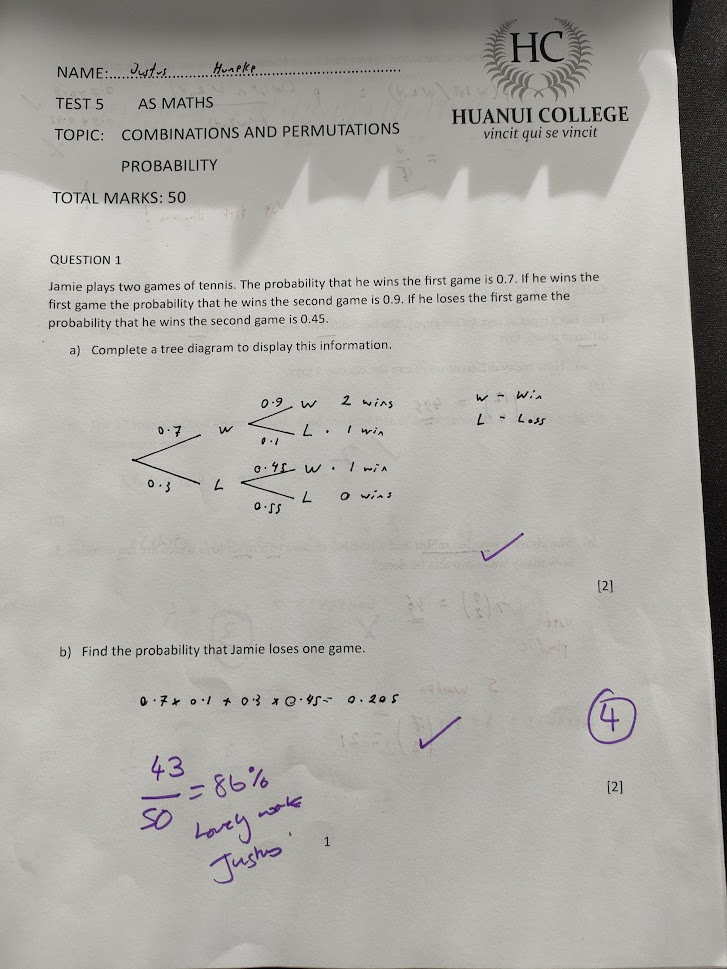 HC
HUANUI COLLEGE
vincit qui se vincit
NAME:....Justus..........Huneke................................
TEST 5 AS MATHS
TOPIC: COMBINATIONS AND PERMUTATIONS
PROBABILITY
TOTAL MARKS: 50
QUESTION 1
Jamie plays two games of tennis. The probability that he wins the first game is 0.7. If he wins the
first game the probability that he wins the second game is 0.9. If he loses the first game the
probability that he wins the second game is 0.45.
a) Complete a tree diagram to display this information.
0.9 W 2 wins W - Win
0.7 W
0.1 L . 1 win L - Loss
0.45 W . 1 win
0.3 L
0.55 L 0 wins
[2]
b) Find the probability that Jamie loses one game.
0.7 x 0.1 + 0.3 x 0.45 = 0.205
4
43
50
= 86%
Lovely work
Justus
[2]
1